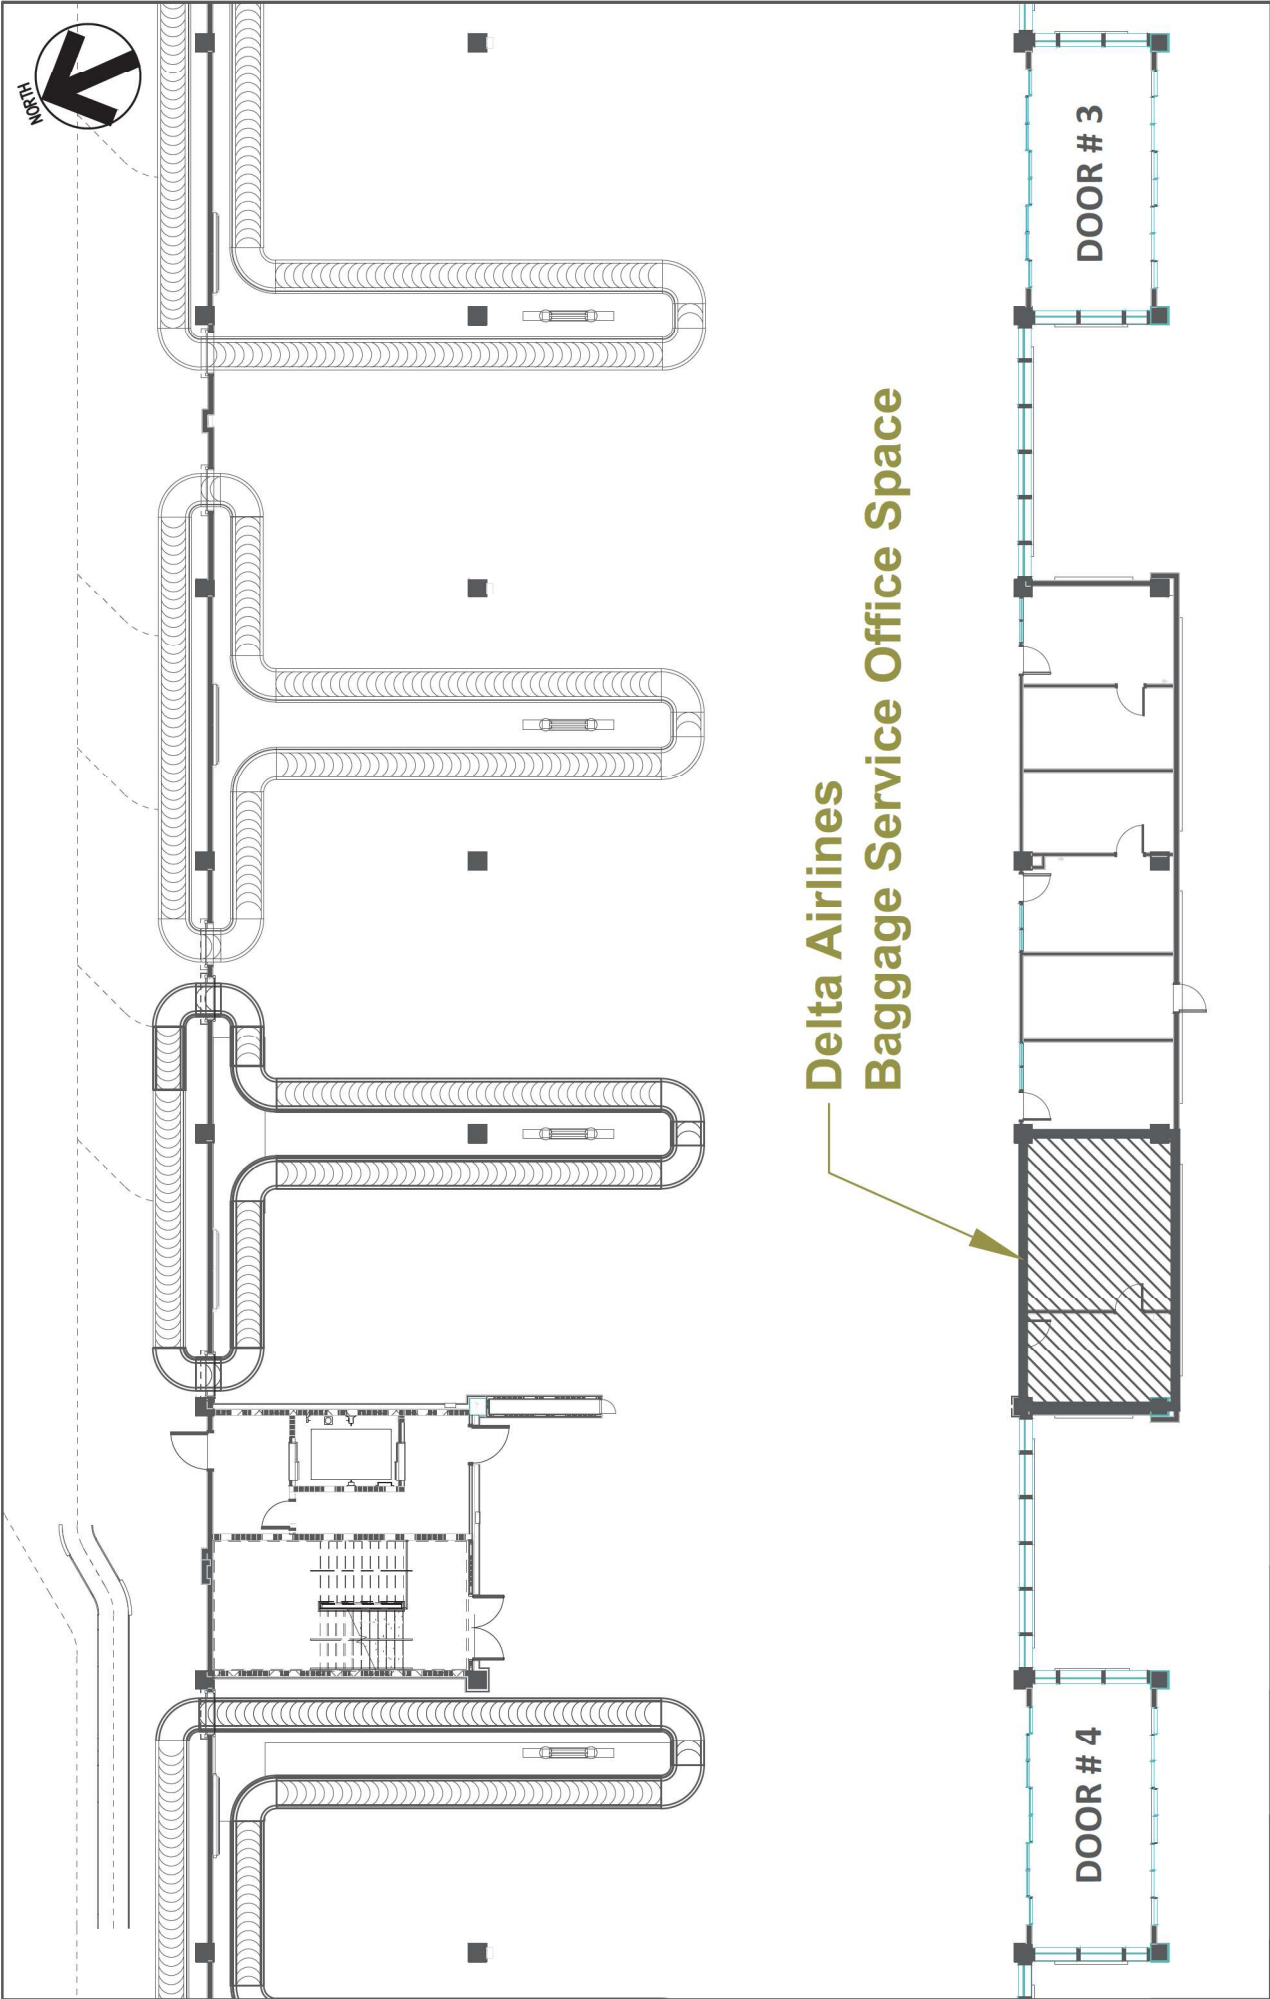 NORTH
DOOR # 3
Delta Airlines
Baggage Service Office Space
DOOR # 4